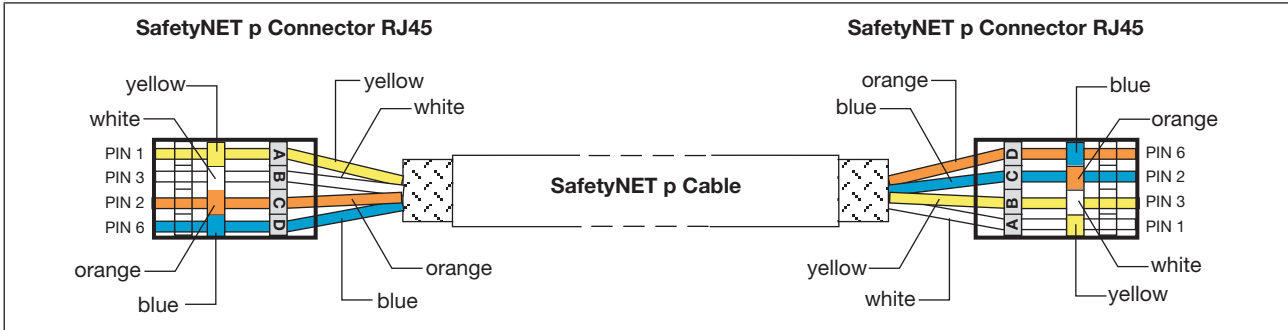 SafetyNET p Connector RJ45
SafetyNET p Connector RJ45
yellow
yellow
orange
blue
white
white
blue
orange
PIN 1
A
D
PIN 6
PIN 3
B
C
PIN 2
SafetyNET p Cable
PIN 2
C
B
PIN 3
PIN 6
D
A
PIN 1
orange
orange
yellow
white
blue
blue
white
yellow